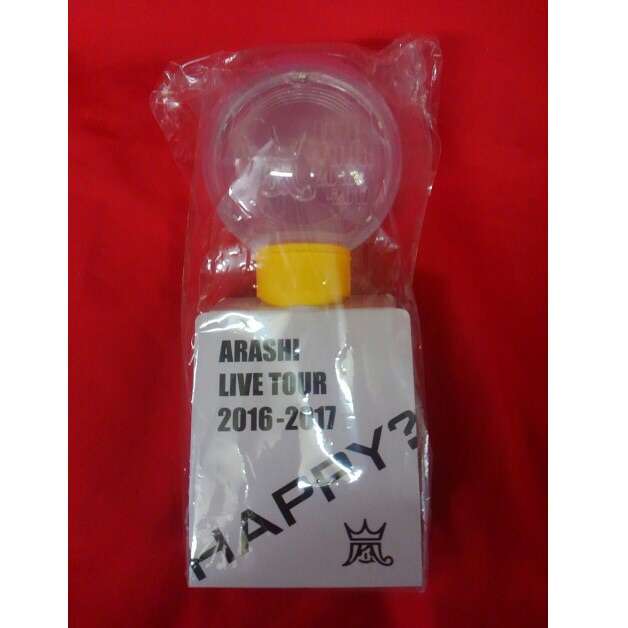 ARASHI
LIVE TOUR
2016-2017
HAPPY?
嵐